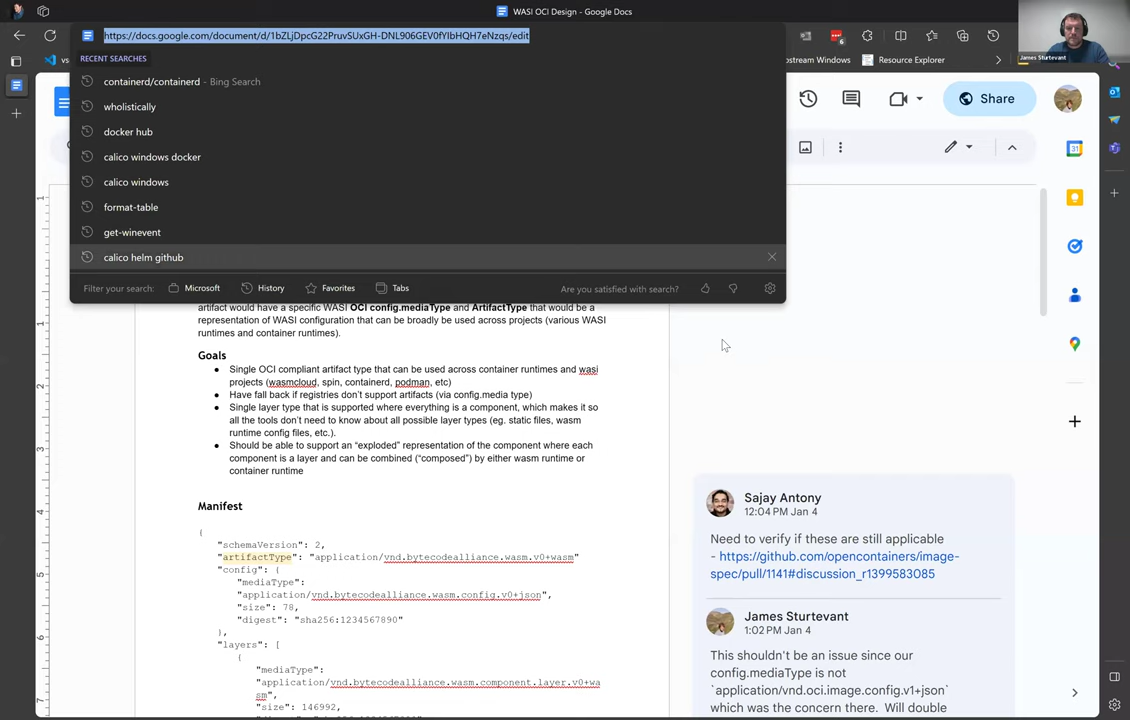 WASI OCI Design - Google Docs
https://docs.google.com/document/d/1bZLjDpcG22PruvSUxGH-DNL906GEV0fYIbHQH7eNzqs/edit
6
James Sturtevant
vs
pstream Windows
Resource Explorer
RECENT SEARCHES
containerd/containerd - Bing Search
wholistically
docker hub
calico windows docker
calico windows
format-table
get-winevent
calico helm github
Filter your search:
Microsoft
History
Favorites
Tabs
Are you satisfied with search?
Share
artifact would have a specific WASI OCI config.mediaType and ArtifactType that would be a
representation of WASI configuration that can be broadly be used across projects (various WASI
runtimes and container runtimes).
Goals
● Single OCI compliant artifact type that can be used across container runtimes and wasi
projects (wasmcloud, spin, containerd, podman, etc)
● Have fall back if registries don't support artifacts (via config.media type)
● Single layer type that is supported where everything is a component, which makes it so
all the tools don't need to know about all possible layer types (eg. static files, wasm
runtime config files, etc.).
● Should be able to support an "exploded" representation of the component where each
component is a layer and can be combined ("composed") by either wasm runtime or
container runtime
Manifest
{
"schemaVersion": 2,
"artifactType": "application/vnd.bytecodealliance.wasm.v0+wasm"
"config": {
"mediaType":
"application/vnd.bytecodealliance.wasm.config.v0+json",
"size": 78,
"digest": "sha256:1234567890"
},
"layers": [
{
"mediaType":
"application/vnd.bytecodealliance.wasm.component.layer.v0+wa
sm",
"size": 146992,
1
1
2
3
4
5
6
7
Sajay Antony
12:04 PM Jan 4
Need to verify if these are still applicable
- https://github.com/opencontainers/image-
spec/pull/1141#discussion_r1399583085
James Sturtevant
1:02 PM Jan 4
This shouldn't be an issue since our
config.mediaType is not
`application/vnd.oci.image.config.v1+json`
which was the concern there. Will double